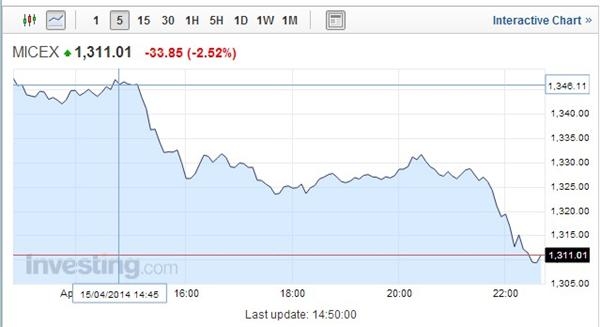 1 5 15 30 1H 5H 1D 1W 1M Interactive Chart »
MICEX 1,311.01 -33.85 (-2.52%)
1,346.11
1,340.00
1,330.00
1,325.00
1,320.00
1,315.00
1,311.01
1,305.00
Investing.com
15/04/2014 14:45 16:00 18:00 20:00 22:00
Last update: 14:50:00